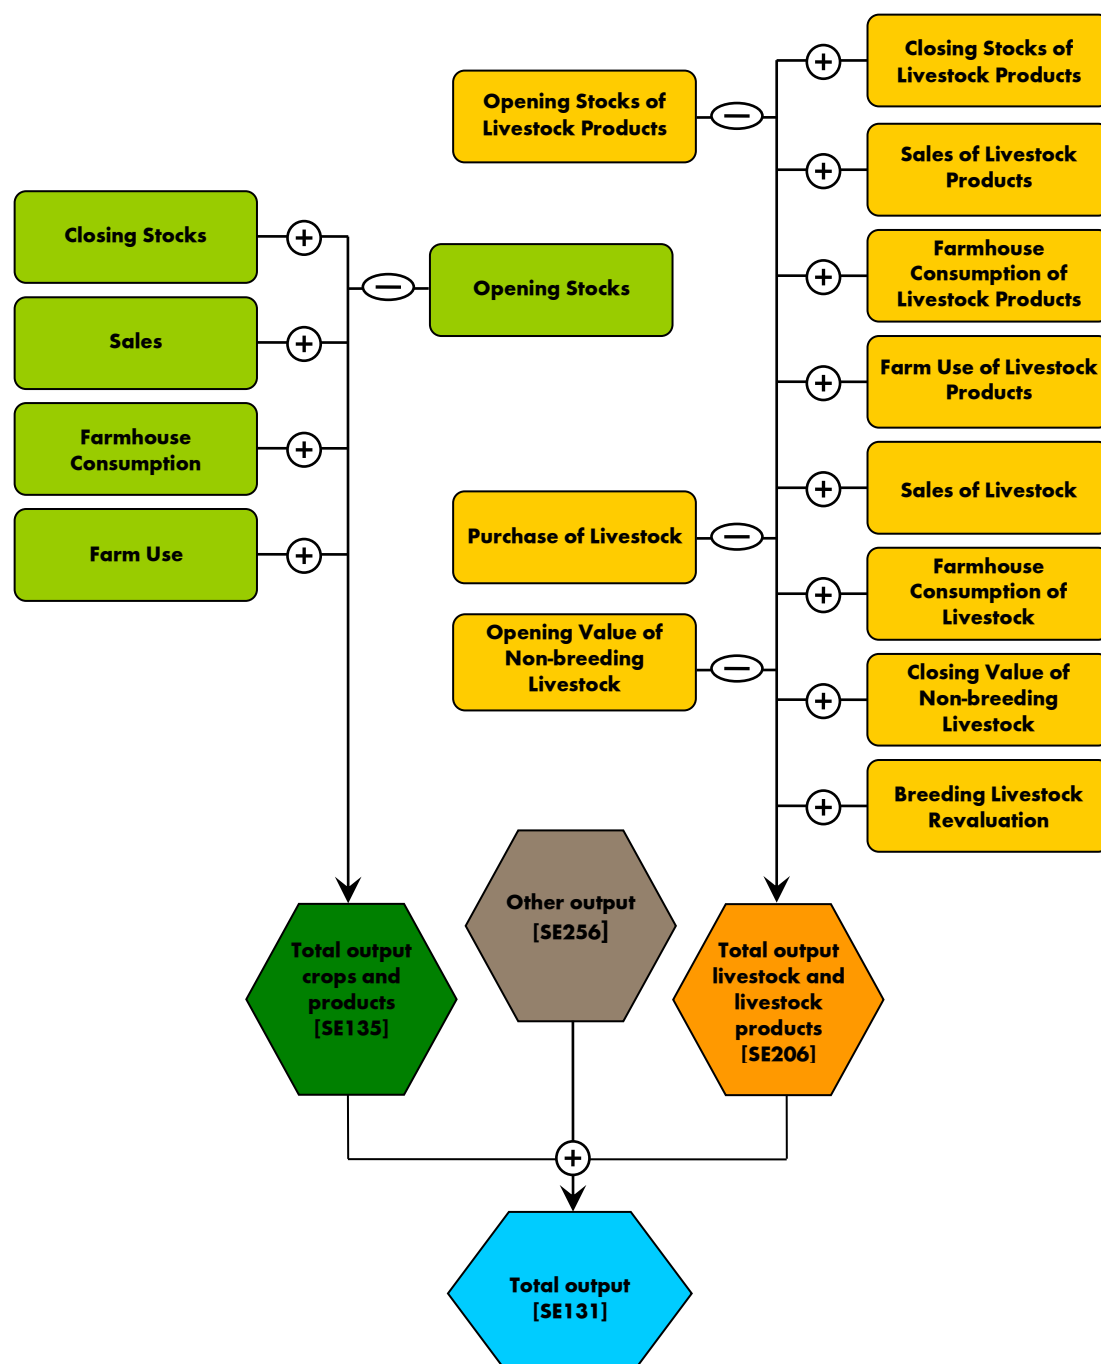 Closing Stocks of
Livestock Products
Opening Stocks of
Livestock Products
Sales of Livestock
Products
Closing Stocks
Farmhouse
Consumption of
Livestock Products
Opening Stocks
Sales
Farm Use of Livestock
Products
Farmhouse
Consumption
Sales of Livestock
Purchase of Livestock
Farm Use
Farmhouse
Consumption of
Livestock
Opening Value of
Non-breeding
Livestock
Closing Value of
Non-breeding
Livestock
Breeding Livestock
Revaluation
Other output
[SE256]
Total output
crops and
products
[SE135]
Total output
livestock and
livestock
products
[SE206]
Total output
[SE131]